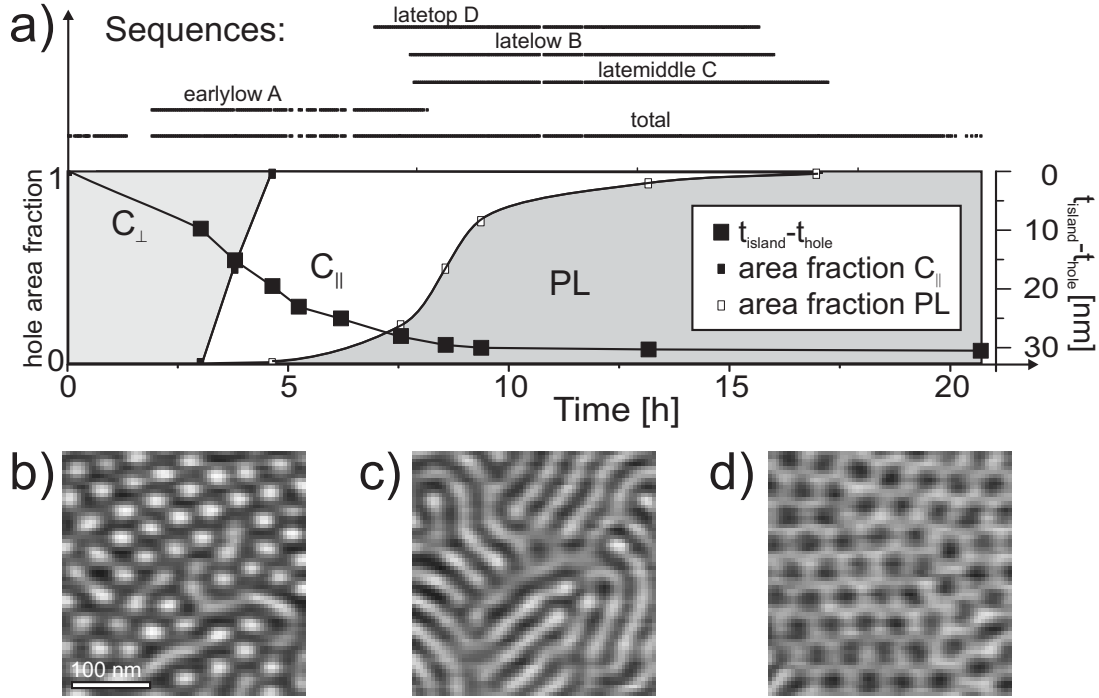 a)
Sequences:
latetop D
latelow B
latemiddle C
earlylow A
total
hole area fraction
1
0
C⊥
C||
PL
t_island-t_hole
area fraction C||
area fraction PL
0
10
20
30
t_island-t_hole [nm]
0 5 10 15 20
Time [h]
b) c) d)
100 nm